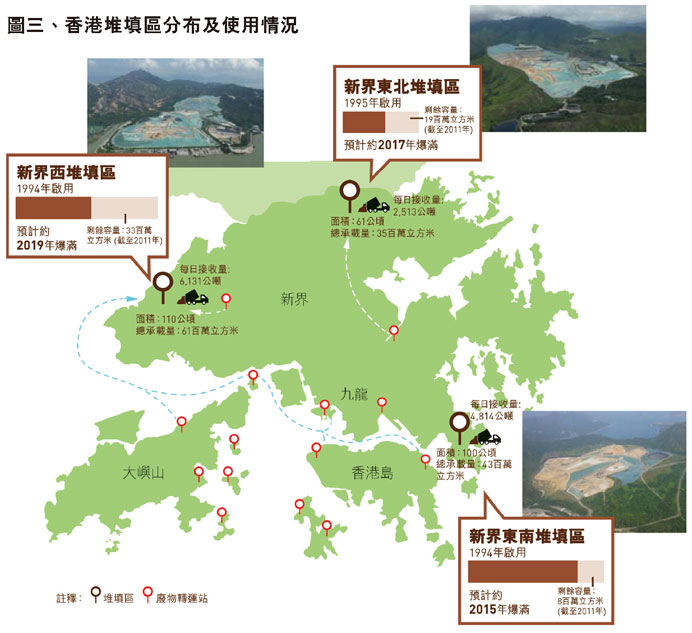 圖三、香港堆填區分布及使用情況
新界東北堆填區
1995年啟用
剩餘容量：
19百萬立方米
(截至2011年)
預計約2017年爆滿
新界西堆填區
1994年啟用
預計約
2019年爆滿
剩餘容量：33百萬
立方米 (截至2011年)
每日接收量:
2,513公噸
面積：61公頃
總承載量：35百萬立方米
每日接收量:
6,131公噸
面積：110公頃
總承載量：61百萬立方米
新界
九龍
每日接收量:
4,814公噸
面積：100公頃
總承載量：43百萬
立方米
大嶼山
香港島
新界東南堆填區
1994年啟用
預計約
2015年爆滿
剩餘容量：
8百萬立方米
(截至2011年)
註釋： 堆填區 廢物轉運站